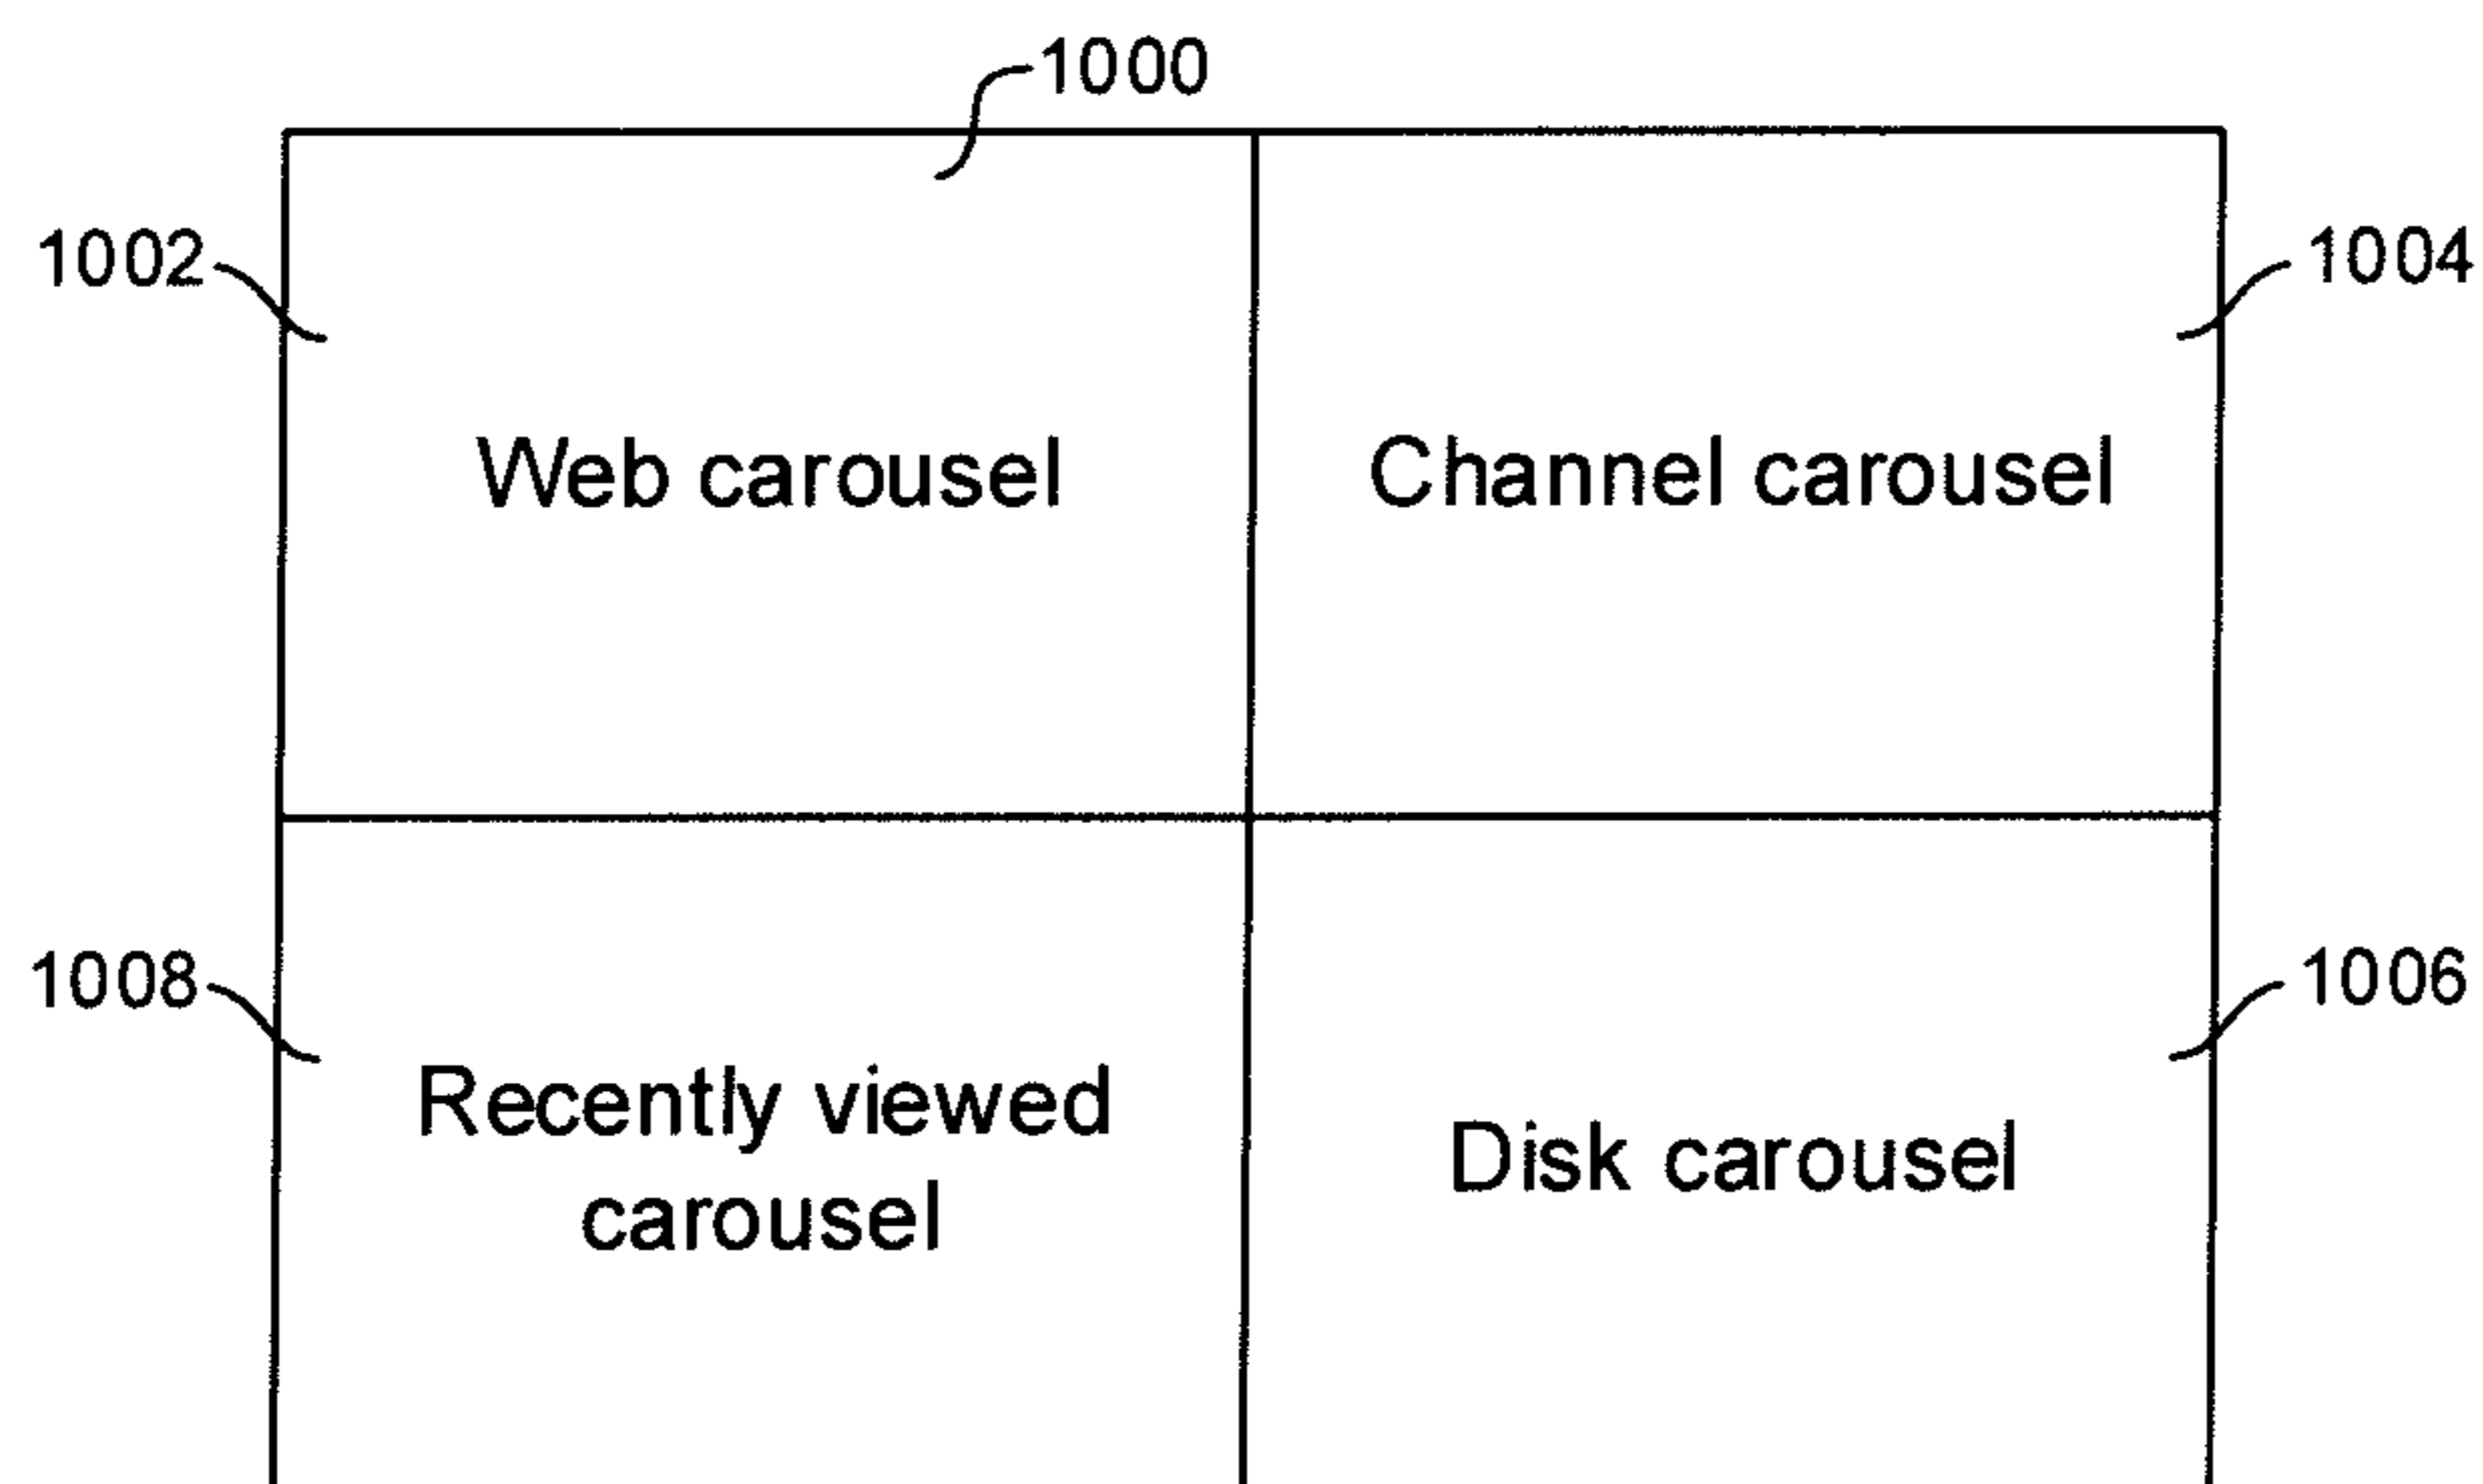 1000
1002
1004
Web carousel
Channel carousel
1008
1006
Recently viewed
carousel
Disk carousel